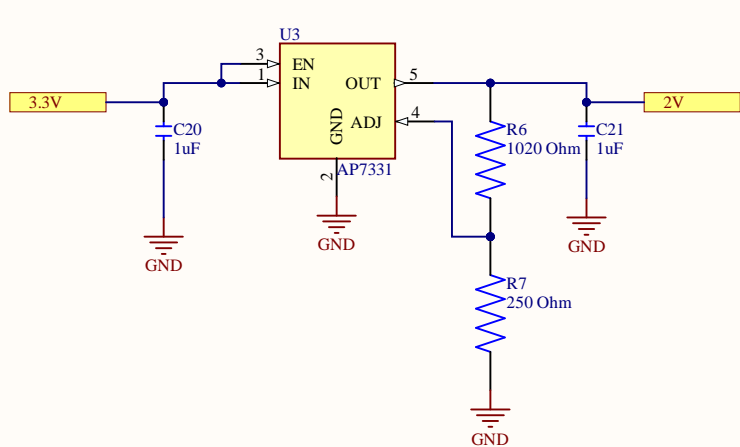 U3
3
EN
1
IN
OUT
5
GND
ADJ
4
2
AP7331
3.3V
C20
1uF
GND
GND
R6
1020 Ohm
C21
1uF
2V
GND
R7
250 Ohm
GND